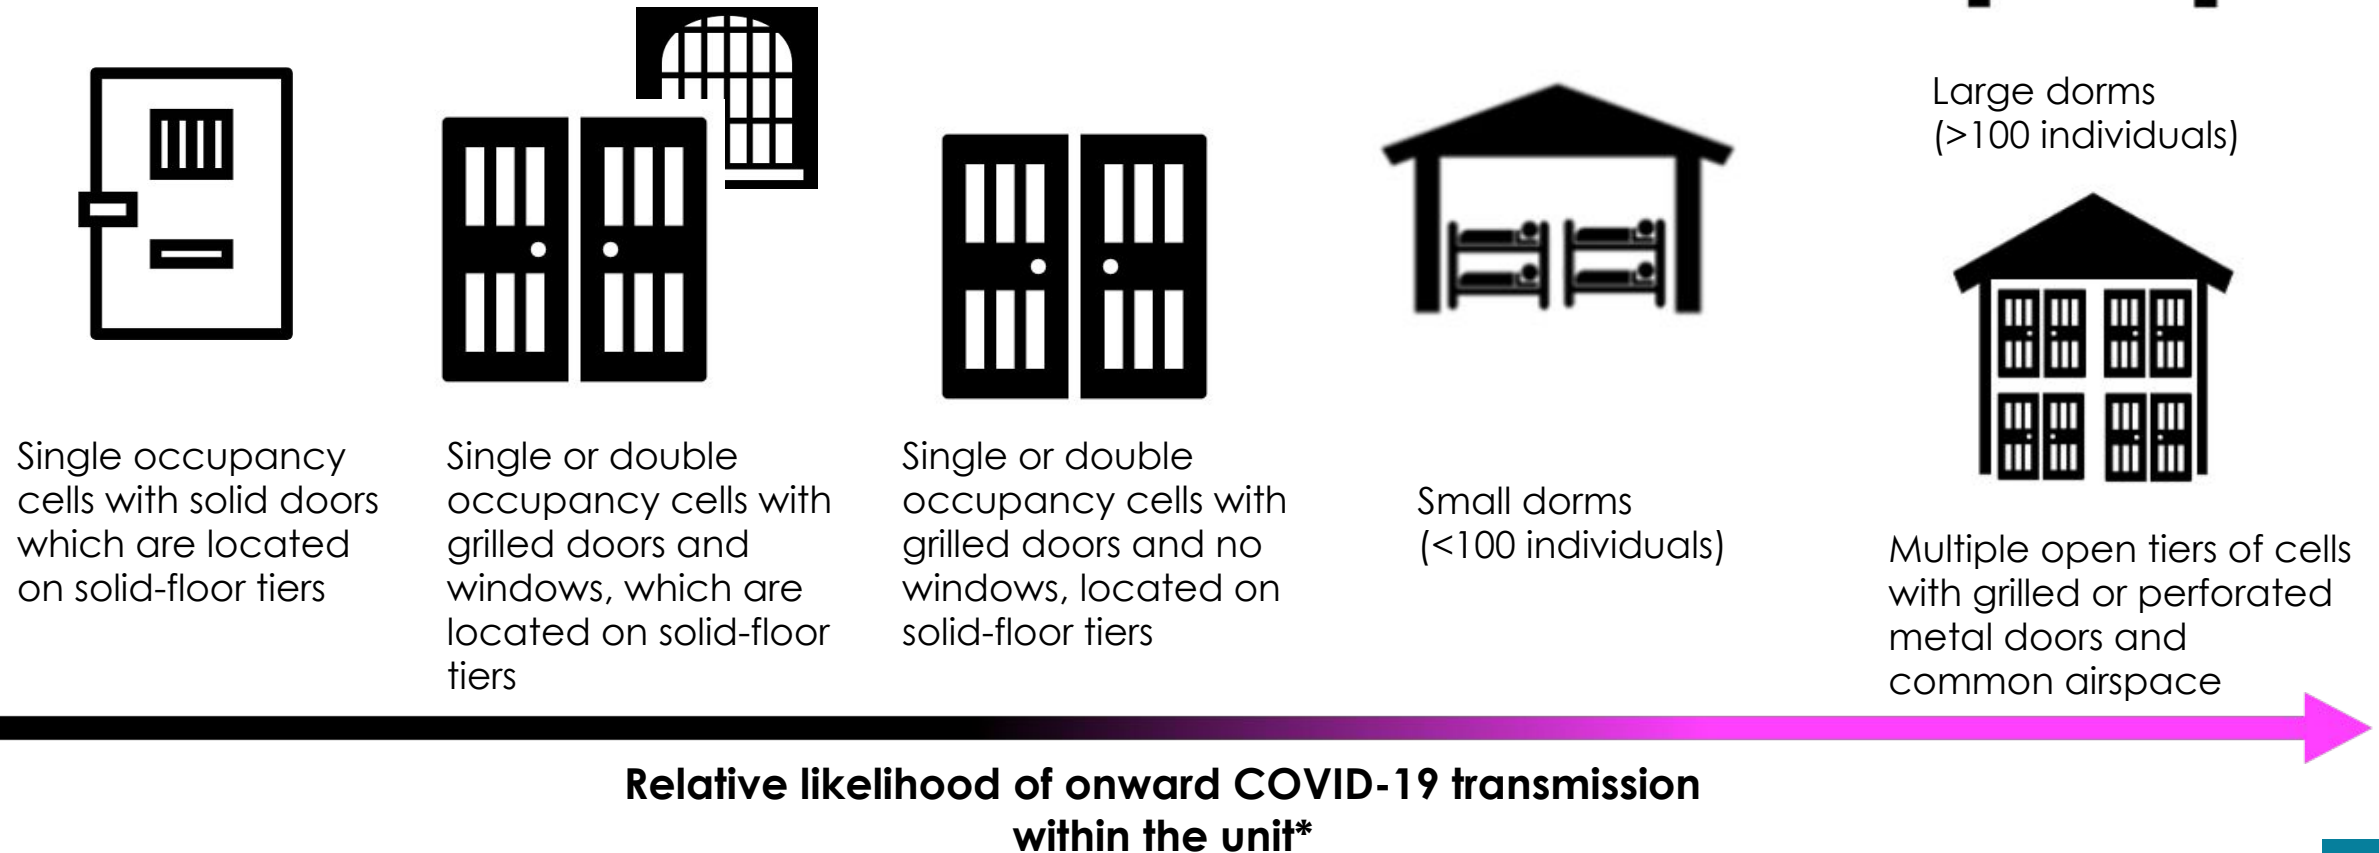 Large dorms
(>100 individuals)
Single occupancy
cells with solid doors
which are located
on solid-floor tiers
Single or double
occupancy cells with
grilled doors and
windows, which are
located on solid-floor
tiers
Single or double
occupancy cells with
grilled doors and no
windows, located on
solid-floor tiers
Small dorms
(<100 individuals)
Multiple open tiers of cells
with grilled or perforated
metal doors and
common airspace
Relative likelihood of onward COVID-19 transmission
within the unit*